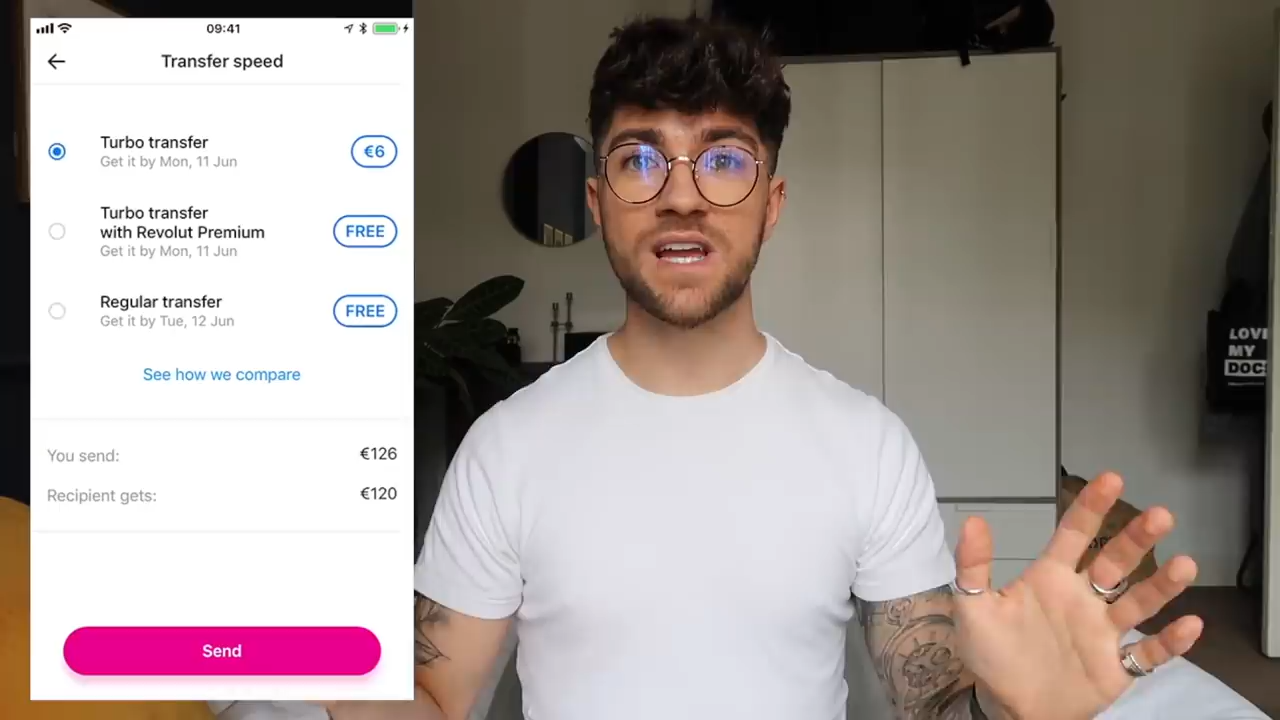 09:41
Transfer speed
Turbo transfer
Get it by Mon, 11 Jun
€6
Turbo transfer
with Revolut Premium
Get it by Mon, 11 Jun
FREE
Regular transfer
Get it by Tue, 12 Jun
FREE
See how we compare
You send:
€126
Recipient gets:
€120
Send
LOVE
MY